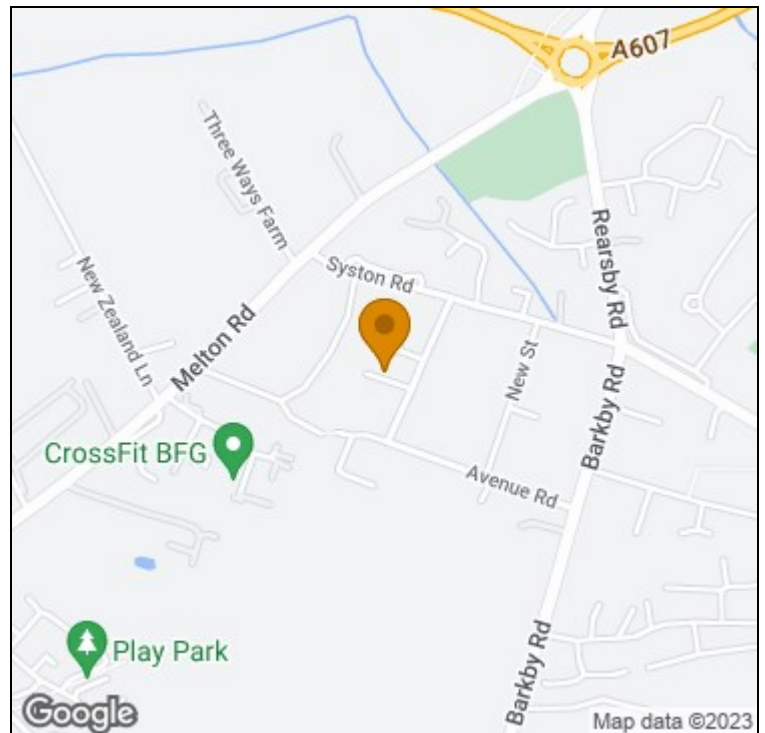 A607
Three Ways Farm
Rearsby Rd
Syston Rd
New Zealand Ln
Melton Rd
New St
Barkby Rd
CrossFit BFG
Avenue Rd
Play Park
Barkby Rd
Google
Map data ©2023